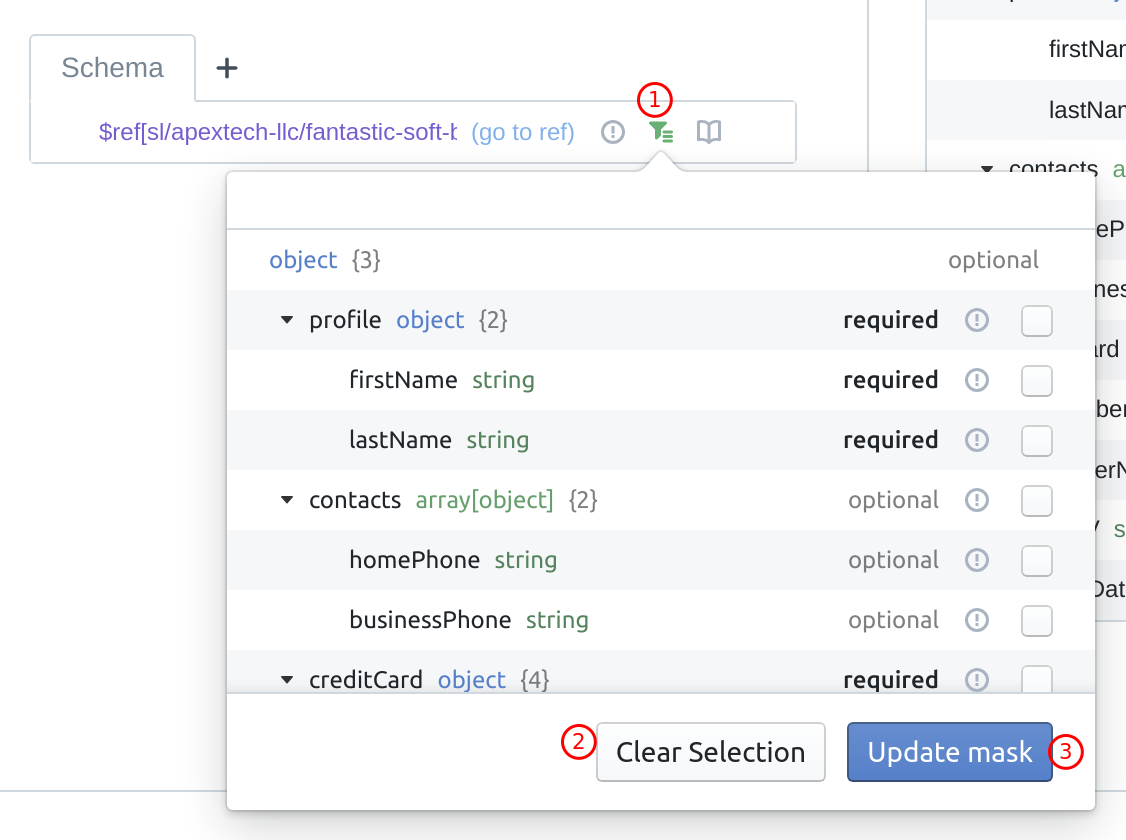 Schema
1
$ref[sl/apextech-llc/fantastic-soft-b (go to ref)
object {3} optional
profile object {2} required
firstName string required
lastName string required
contacts array[object] {2} optional
homePhone string optional
businessPhone string optional
creditCard object {4} required
2 Clear Selection Update mask 3
firstNar
lastNan
contacts a
eP
nes
ard
ber
erN
s
Dat